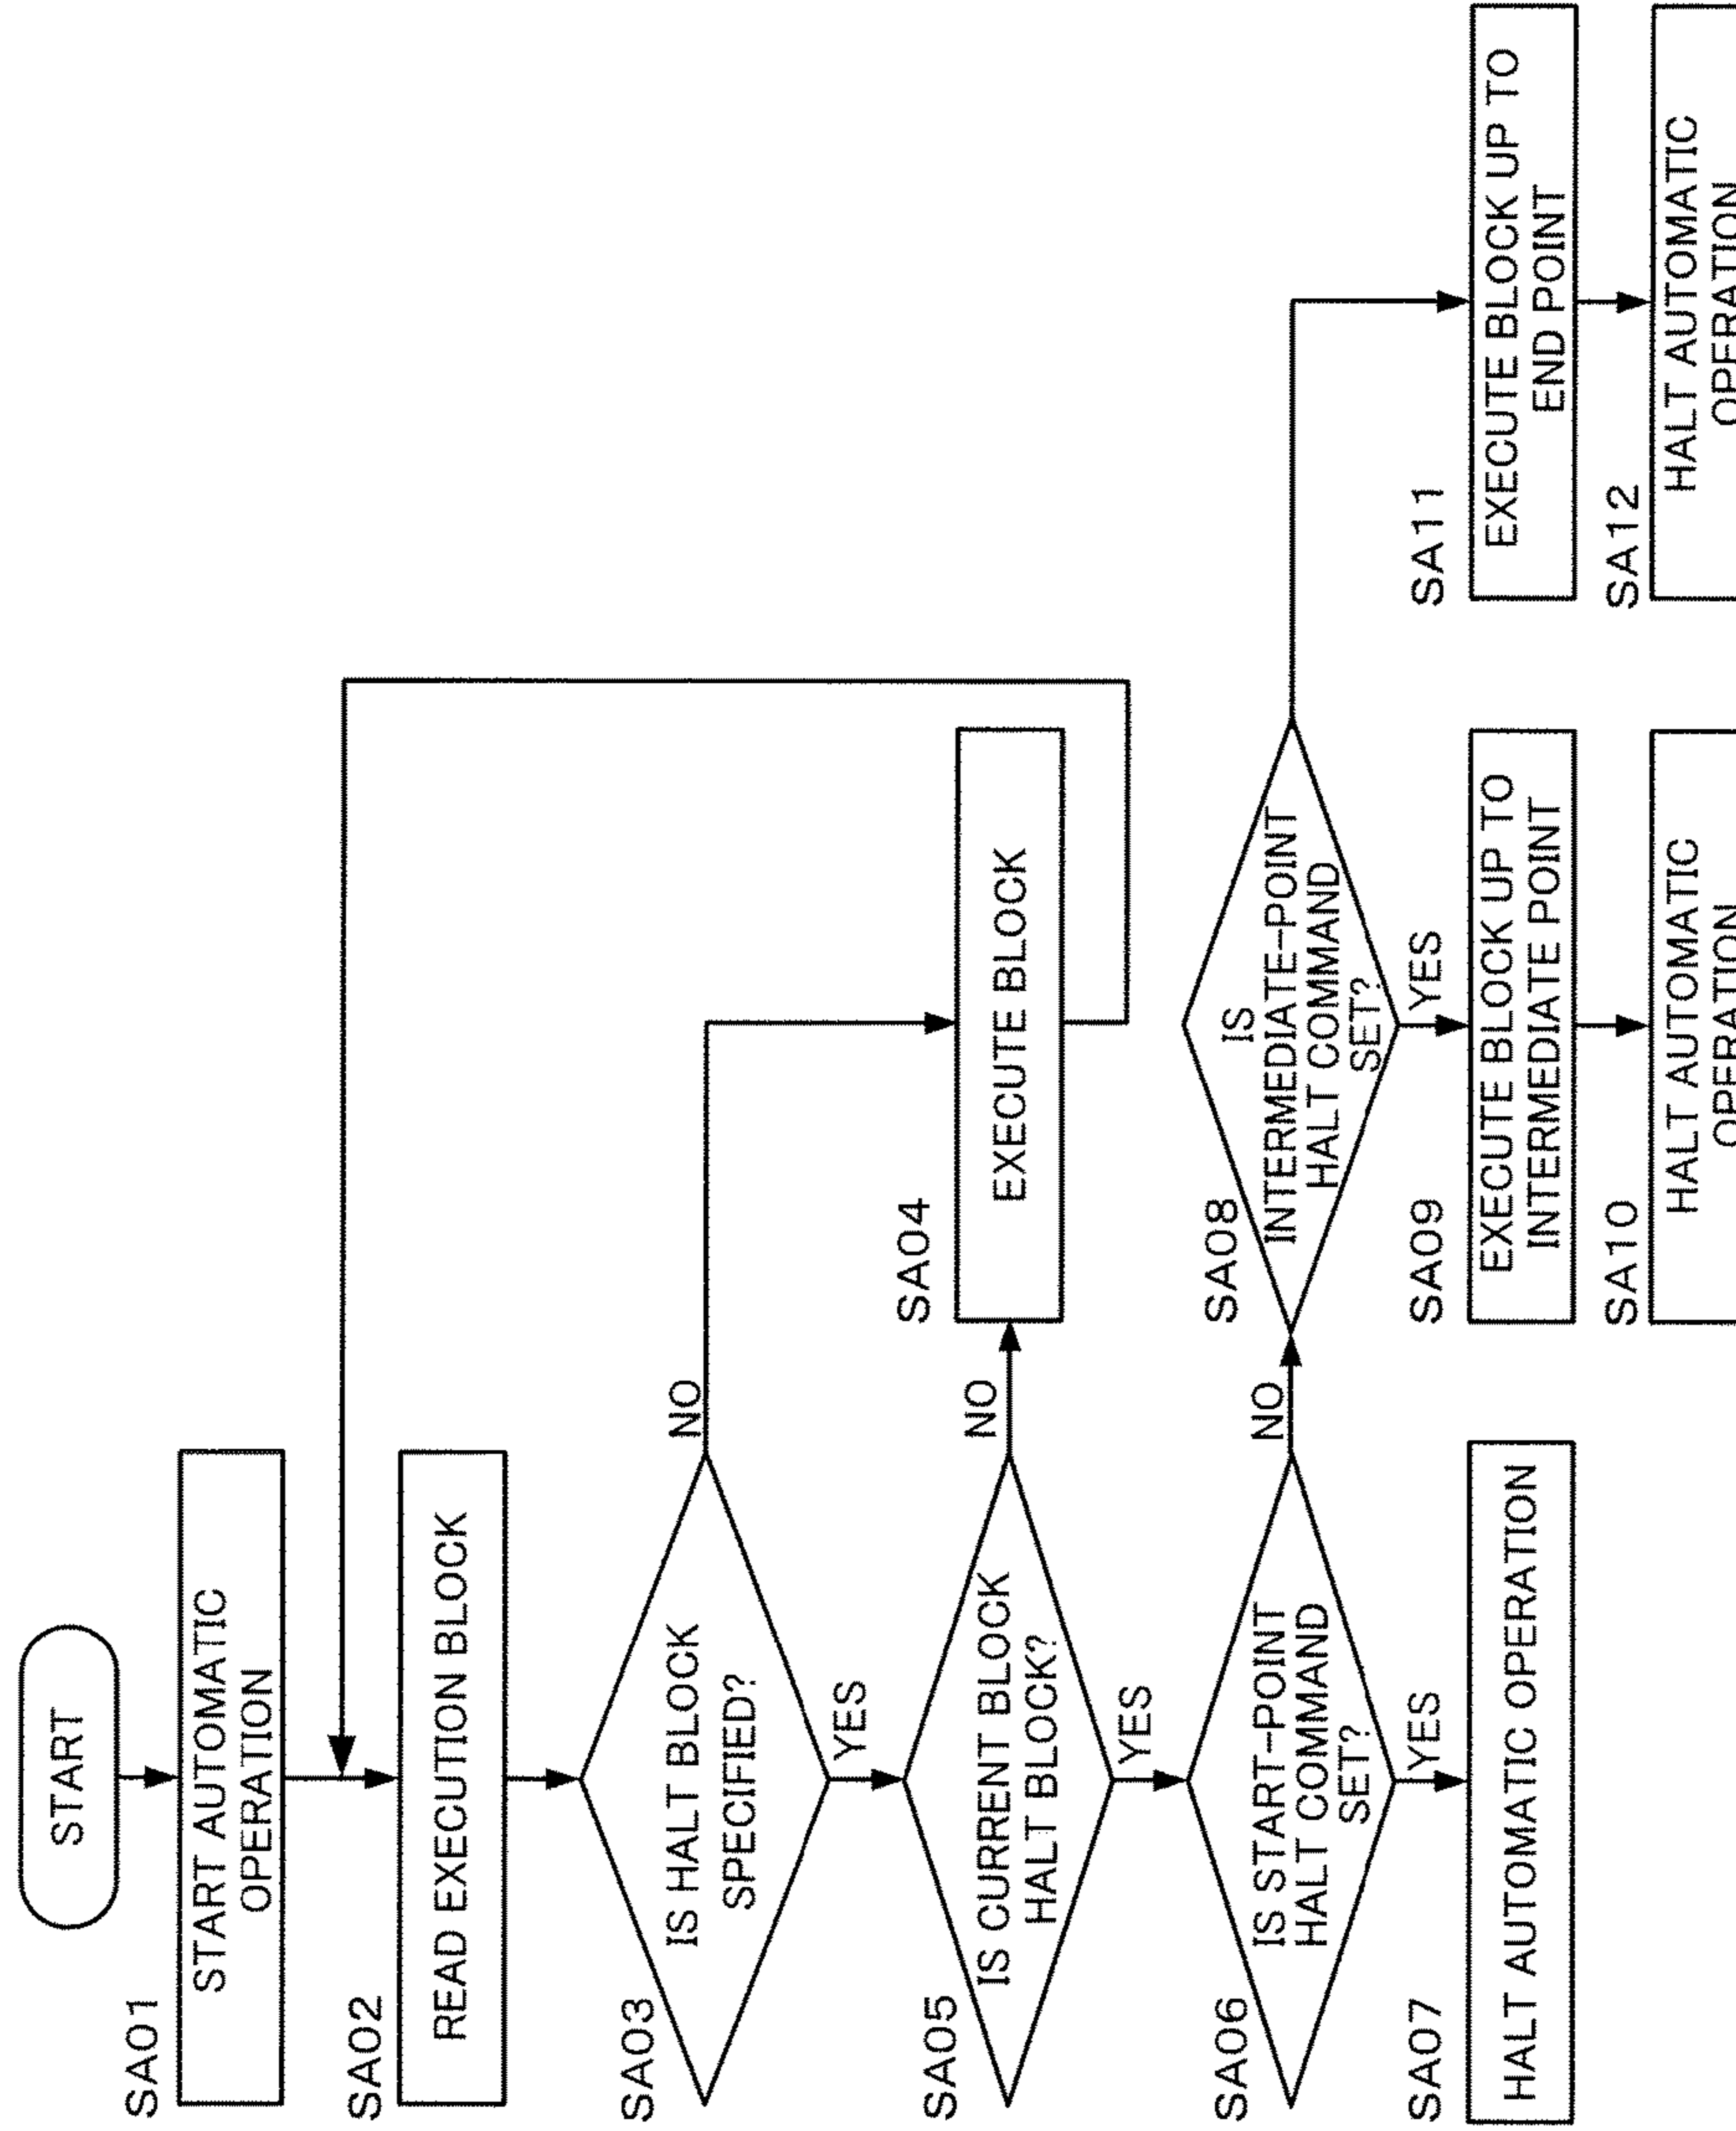 START
SA01
START AUTOMATIC
OPERATION
SA02
READ EXECUTION BLOCK
SA03
IS HALT BLOCK
SPECIFIED?
NO
YES
SA04
EXECUTE BLOCK
SA05
IS CURRENT BLOCK
HALT BLOCK?
NO
YES
SA06
IS START-POINT
HALT COMMAND
SET?
NO
YES
SA07
HALT AUTOMATIC OPERATION
SA08
IS
INTERMEDIATE-POINT
HALT COMMAND
SET?
YES
SA09
EXECUTE BLOCK UP TO
INTERMEDIATE POINT
SA10
HALT AUTOMATIC
OPERATION
SA11
EXECUTE BLOCK UP TO
END POINT
SA12
HALT AUTOMATIC
OPERATION